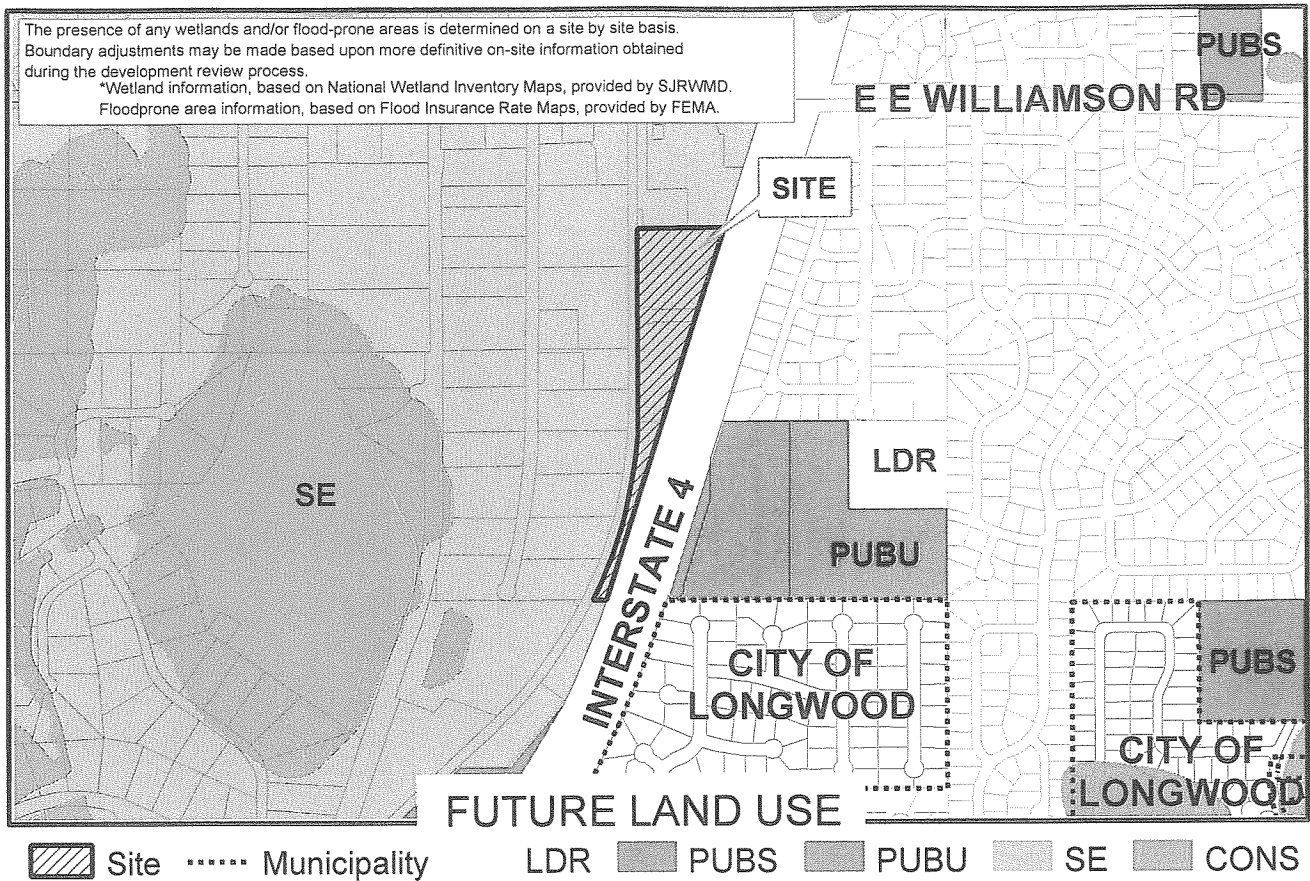 The presence of any wetlands and/or flood-prone areas is determined on a site by site basis.
Boundary adjustments may be made based upon more definitive on-site information obtained
during the development review process.
*Wetland information, based on National Wetland Inventory Maps, provided by SJRWMD.
Floodprone area information, based on Flood Insurance Rate Maps, provided by FEMA.
PUBS
E E WILLIAMSON RD
SITE
LDR
SE
INTERSTATE 4
PUBU
CITY OF
LONGWOOD
PUBS
CITY OF
LONGWOOD
FUTURE LAND USE
Site Municipality LDR PUBS PUBU SE CONS